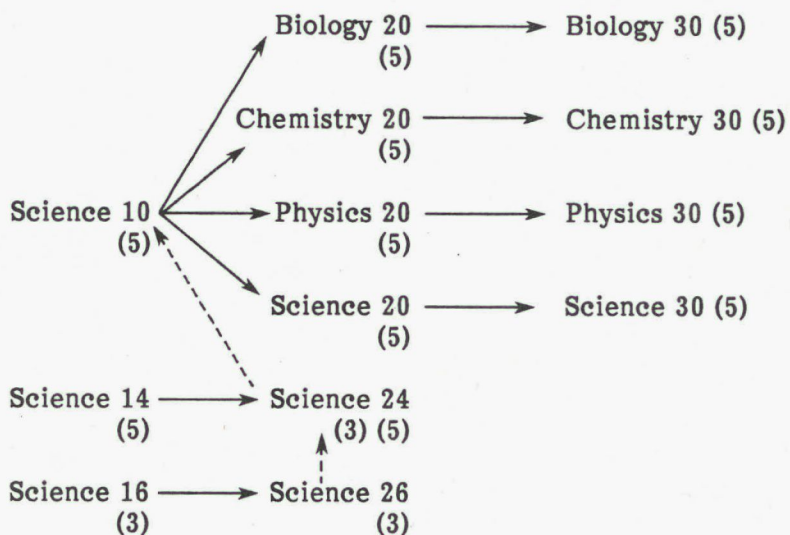 Biology 20 Biology 30 (5)
(5)
Chemistry 20 Chemistry 30 (5)
(5)
Science 10 Physics 20 Physics 30 (5)
(5) (5)
Science 20 Science 30 (5)
(5)
Science 14 Science 24
(5) (3) (5)
Science 16 Science 26
(3) (3)